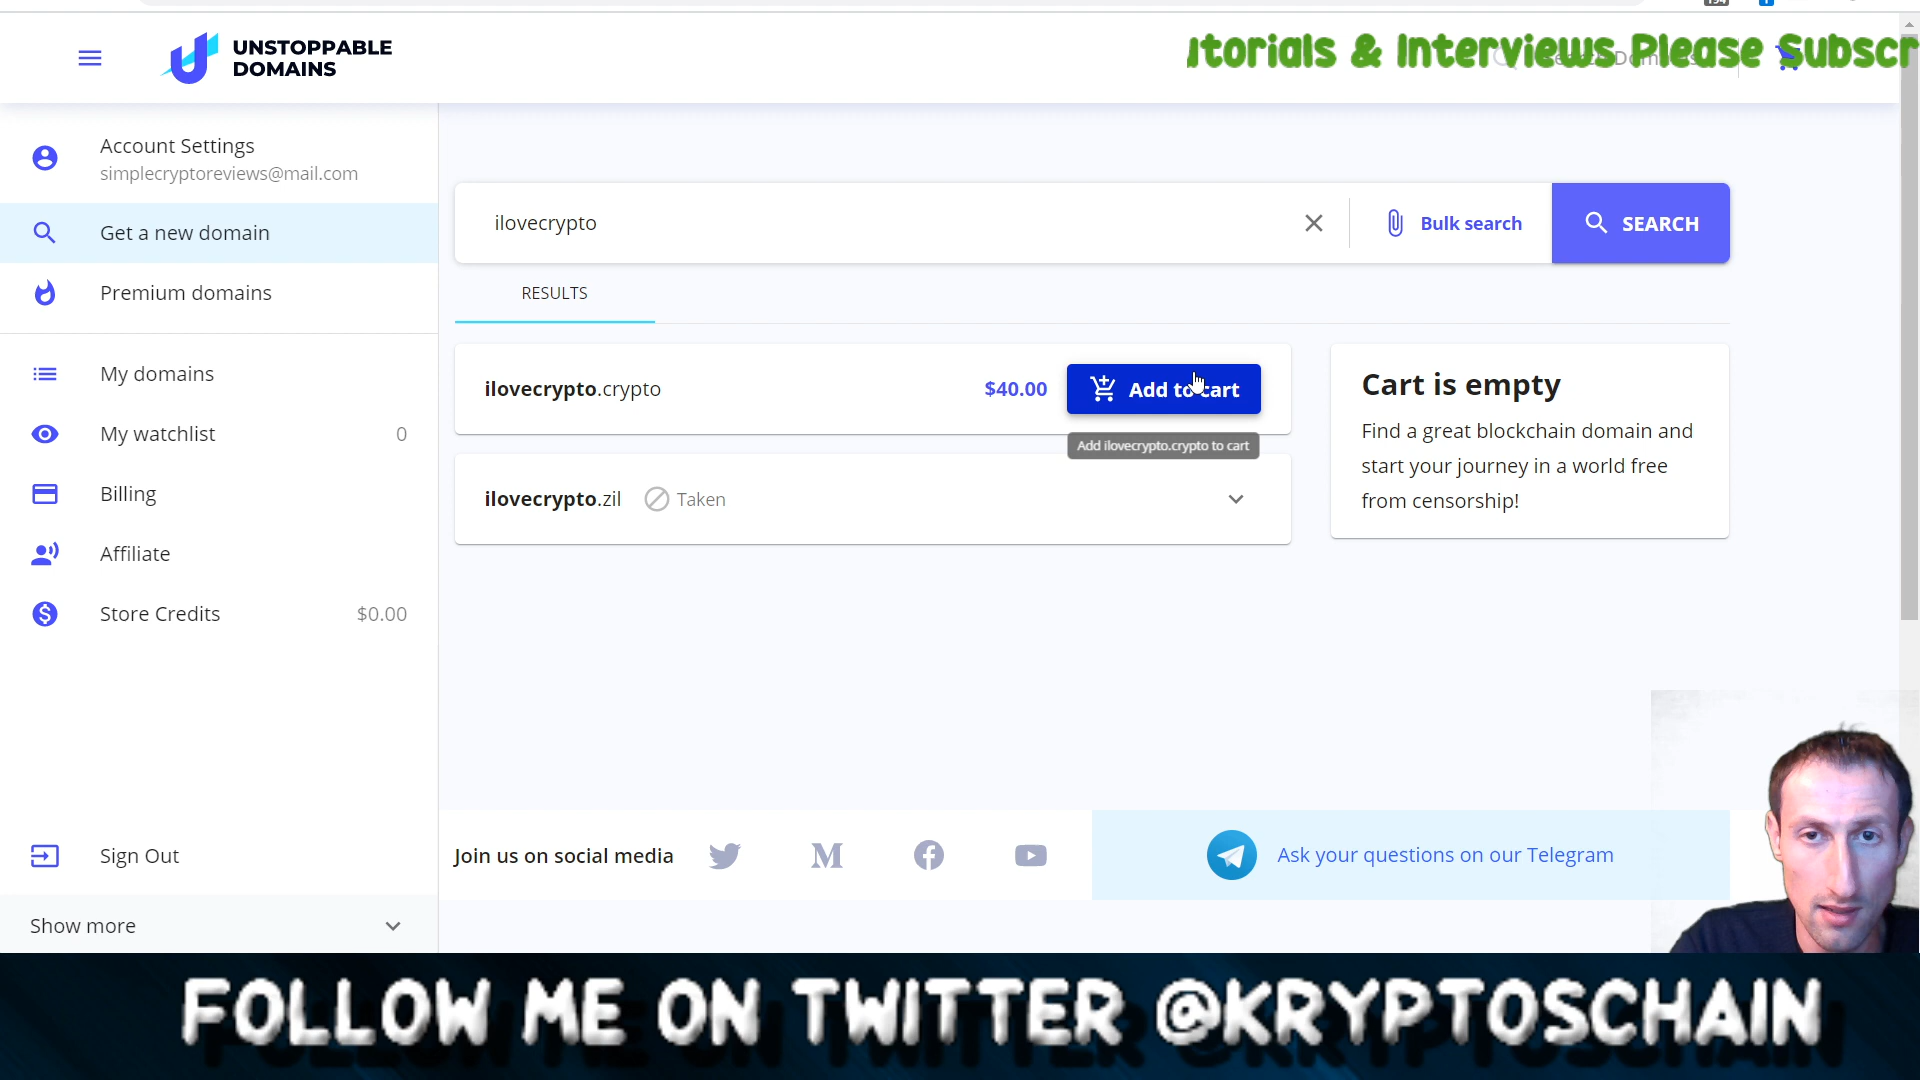 UNSTOPPABLE
DOMAINS
utorials & Interviews Please Subscr
Account Settings
simplecryptoreviews@mail.com
Get a new domain
Premium domains
My domains
My watchlist 0
Billing
Affiliate
Store Credits $0.00
Sign Out
Show more
ilovecrypto
Bulk search
SEARCH
RESULTS
ilovecrypto.crypto
$40.00
Add to cart
Add ilovecrypto.crypto to cart
ilovecrypto.zil
Taken
Cart is empty
Find a great blockchain domain and
start your journey in a world free
from censorship!
Join us on social media
Ask your questions on our Telegram
FOLLOW ME ON TWITTER @KRYPTOSCHAIN